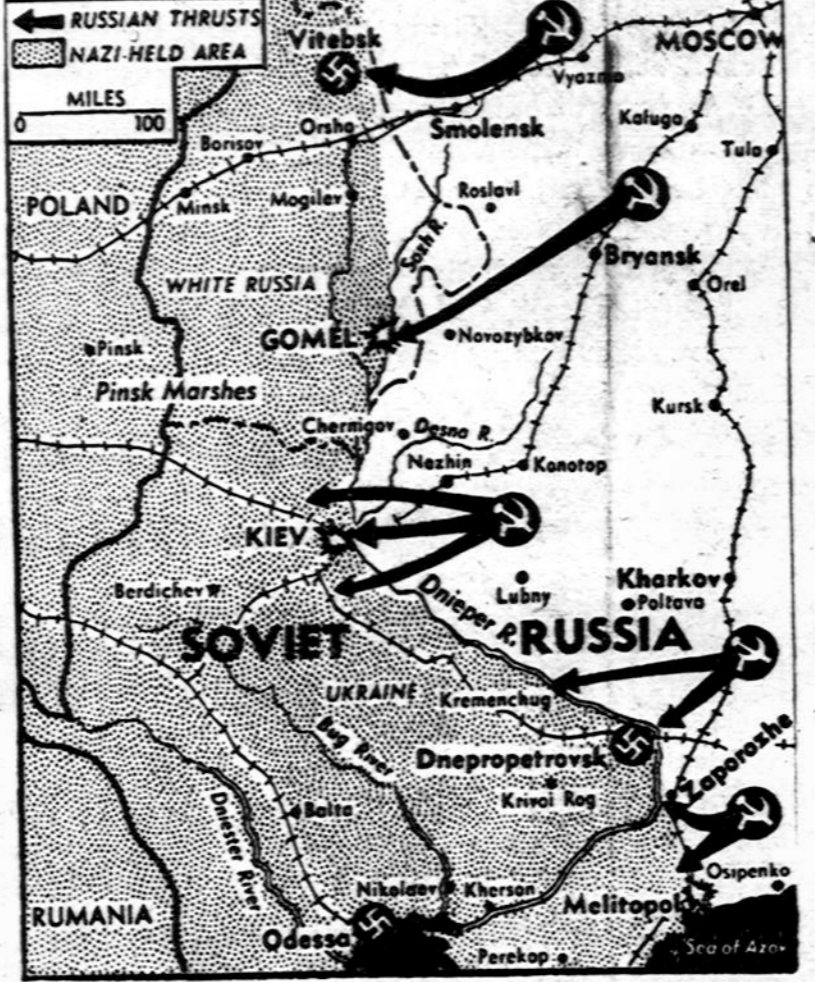 RUSSIAN THRUSTS
NAZI-HELD AREA
MILES
0 100
Vitebsk
MOSCOW
Vyazma
Smolensk
Kaluga
Tula
Orsha
Borisov
Minsk
Mogilev
POLAND
Roslavl
Sozh R.
Bryansk
Orel
WHITE RUSSIA
GOMEL
Novozybkov
Pinsk
Pinsk Marshes
Kursk
Chernigov
Desna R.
Nezhin
Konotop
KIEV
Berdichev
Dnieper R.
Lubny
Kharkov
Poltava
SOVIET RUSSIA
UKRAINE
Kremenchug
Bug River
Dnepropetrovsk
Zaporozhe
Krivoi Rog
Balta
Dniester River
Osipenko
Nikolaev
Kherson
Melitopol
RUMANIA
Odessa
Perekop
Sea of Azov